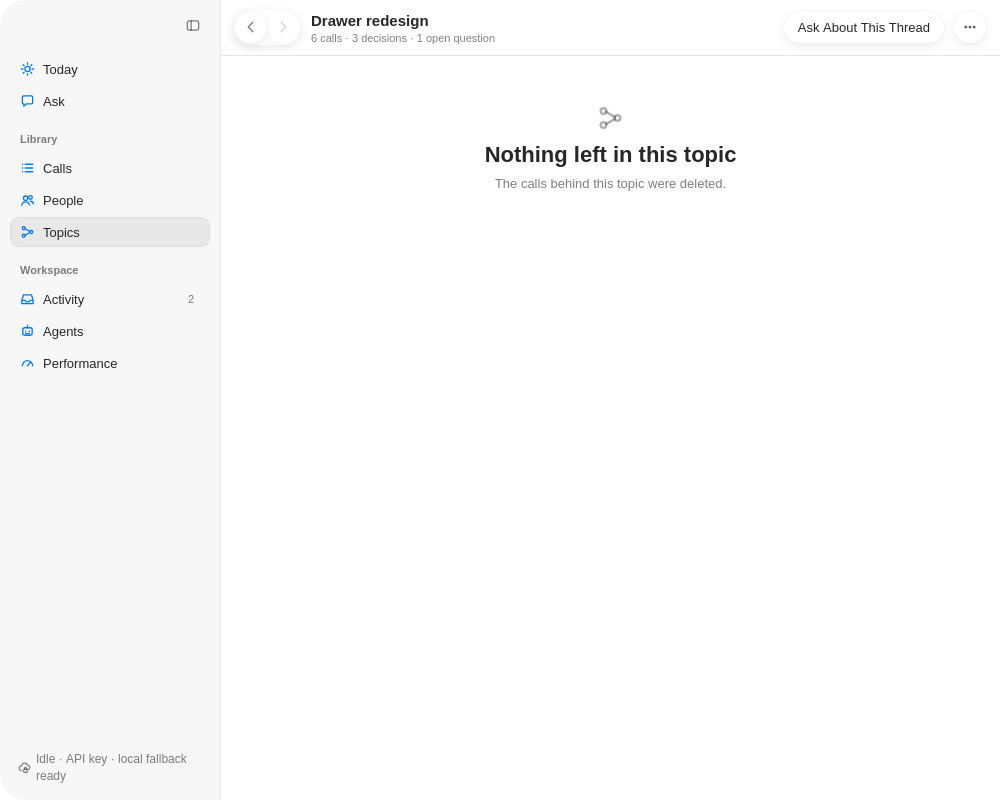 Today
Ask
Library
Calls
People
Topics
Workspace
Activity 2
Agents
Performance
Idle · API key · local fallback
ready
Drawer redesign
6 calls · 3 decisions · 1 open question
Ask About This Thread
Nothing left in this topic
The calls behind this topic were deleted.